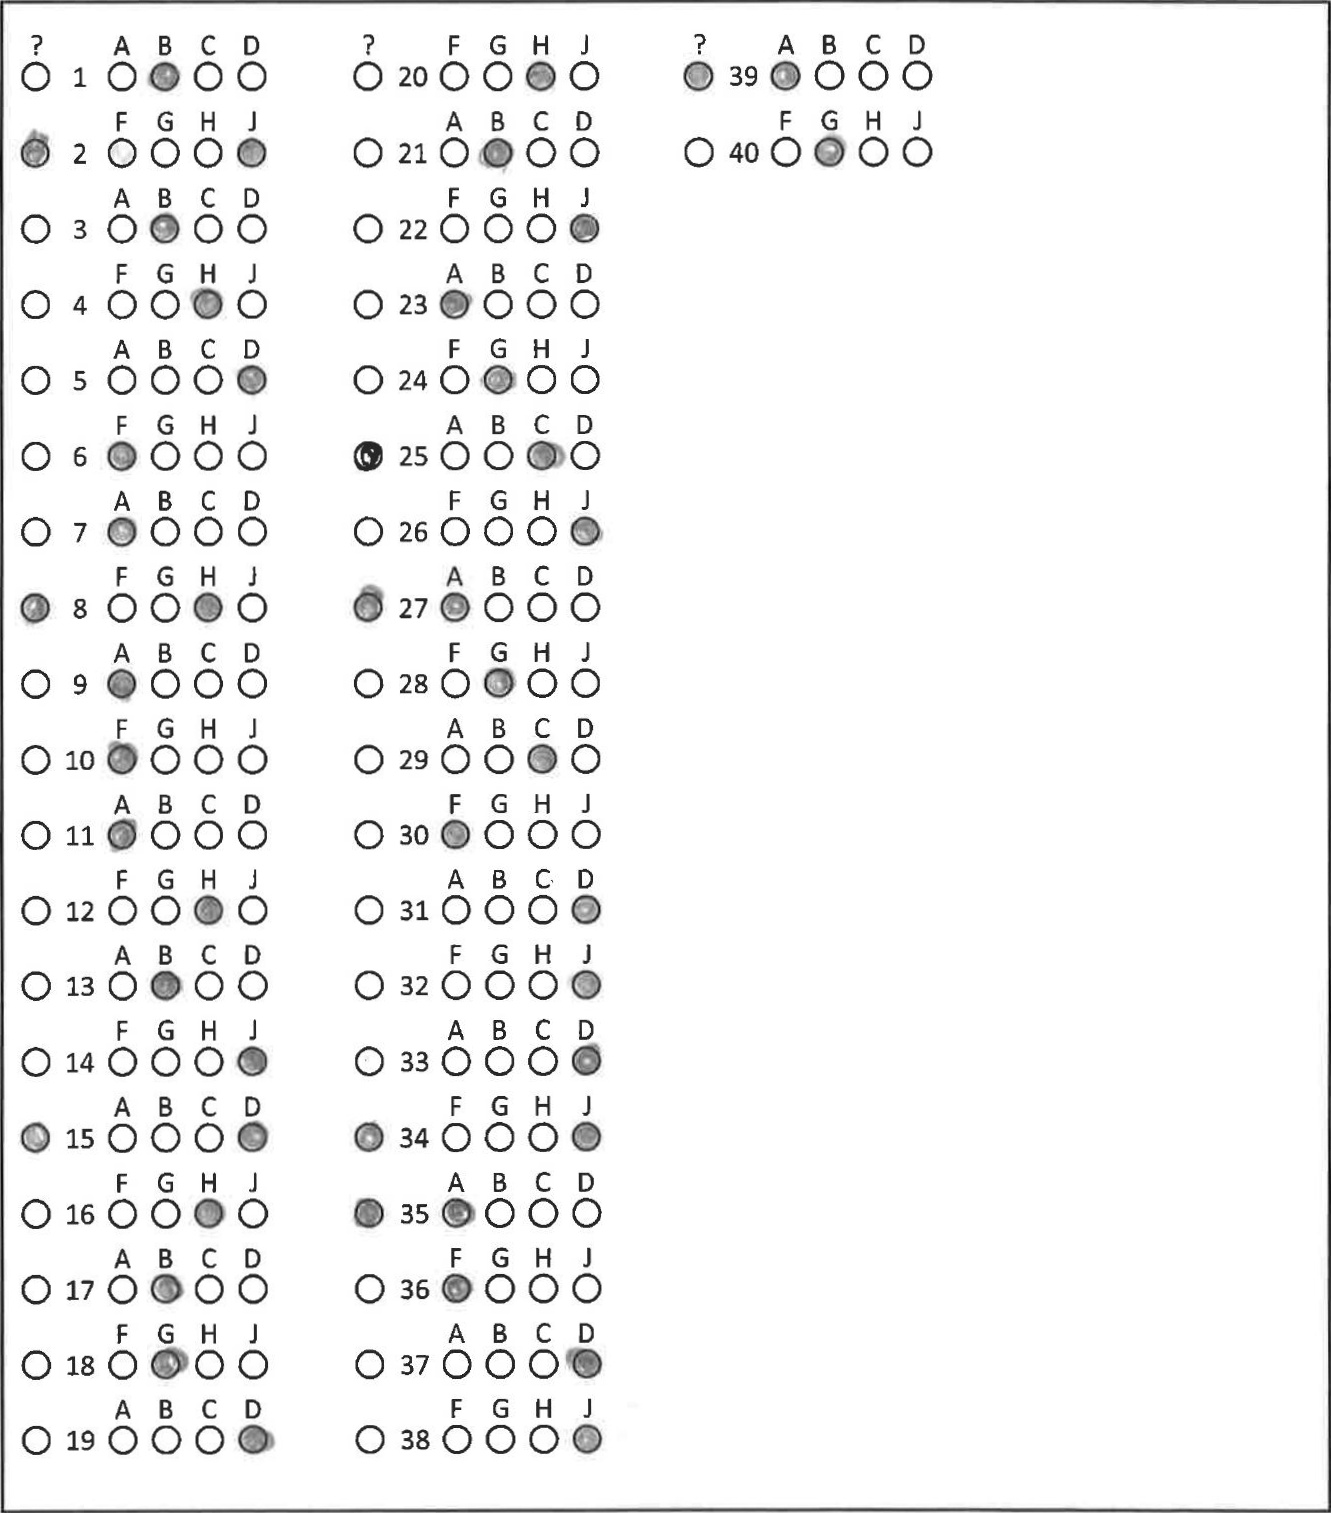 ? A B C D
1
F G H J
2
A B C D
3
F G H J
4
A B C D
5
F G H J
6
A B C D
7
F G H J
8
A B C D
9
F G H J
10
A B C D
11
F G H J
12
A B C D
13
F G H J
14
A B C D
15
F G H J
16
A B C D
17
F G H J
18
A B C D
19
? F G H J
20
A B C D
21
F G H J
22
A B C D
23
F G H J
24
A B C D
25
F G H J
26
A B C D
27
F G H J
28
A B C D
29
F G H J
30
A B C D
31
F G H J
32
A B C D
33
F G H J
34
A B C D
35
F G H J
36
A B C D
37
F G H J
38
? A B C D
39
F G H J
40